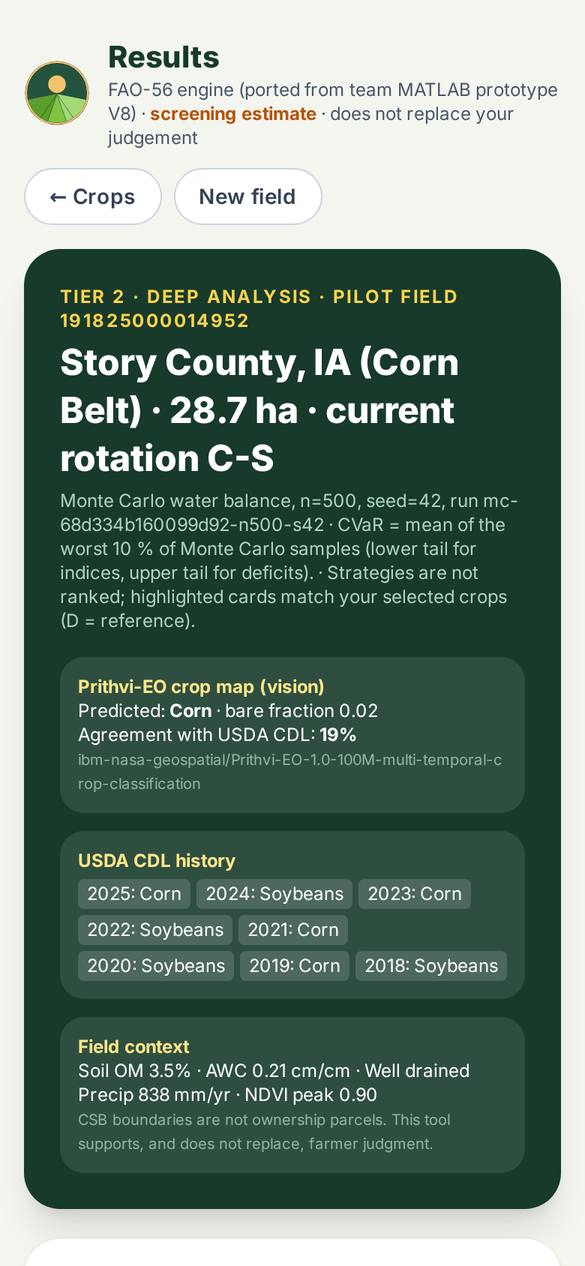 Results
FAO-56 engine (ported from team MATLAB prototype
V8) · screening estimate · does not replace your
judgement
← Crops
New field
TIER 2 · DEEP ANALYSIS · PILOT FIELD
191825000014952
Story County, IA (Corn
Belt) · 28.7 ha · current
rotation C-S
Monte Carlo water balance, n=500, seed=42, run mc-
68d334b160099d92-n500-s42 · CVaR = mean of the
worst 10 % of Monte Carlo samples (lower tail for
indices, upper tail for deficits). · Strategies are not
ranked; highlighted cards match your selected crops
(D = reference).
Prithvi-EO crop map (vision)
Predicted: Corn · bare fraction 0.02
Agreement with USDA CDL: 19%
ibm-nasa-geospatial/Prithvi-EO-1.0-100M-multi-temporal-c
rop-classification
USDA CDL history
2025: Corn 2024: Soybeans 2023: Corn
2022: Soybeans 2021: Corn
2020: Soybeans 2019: Corn 2018: Soybeans
Field context
Soil OM 3.5% · AWC 0.21 cm/cm · Well drained
Precip 838 mm/yr · NDVI peak 0.90
CSB boundaries are not ownership parcels. This tool
supports, and does not replace, farmer judgment.